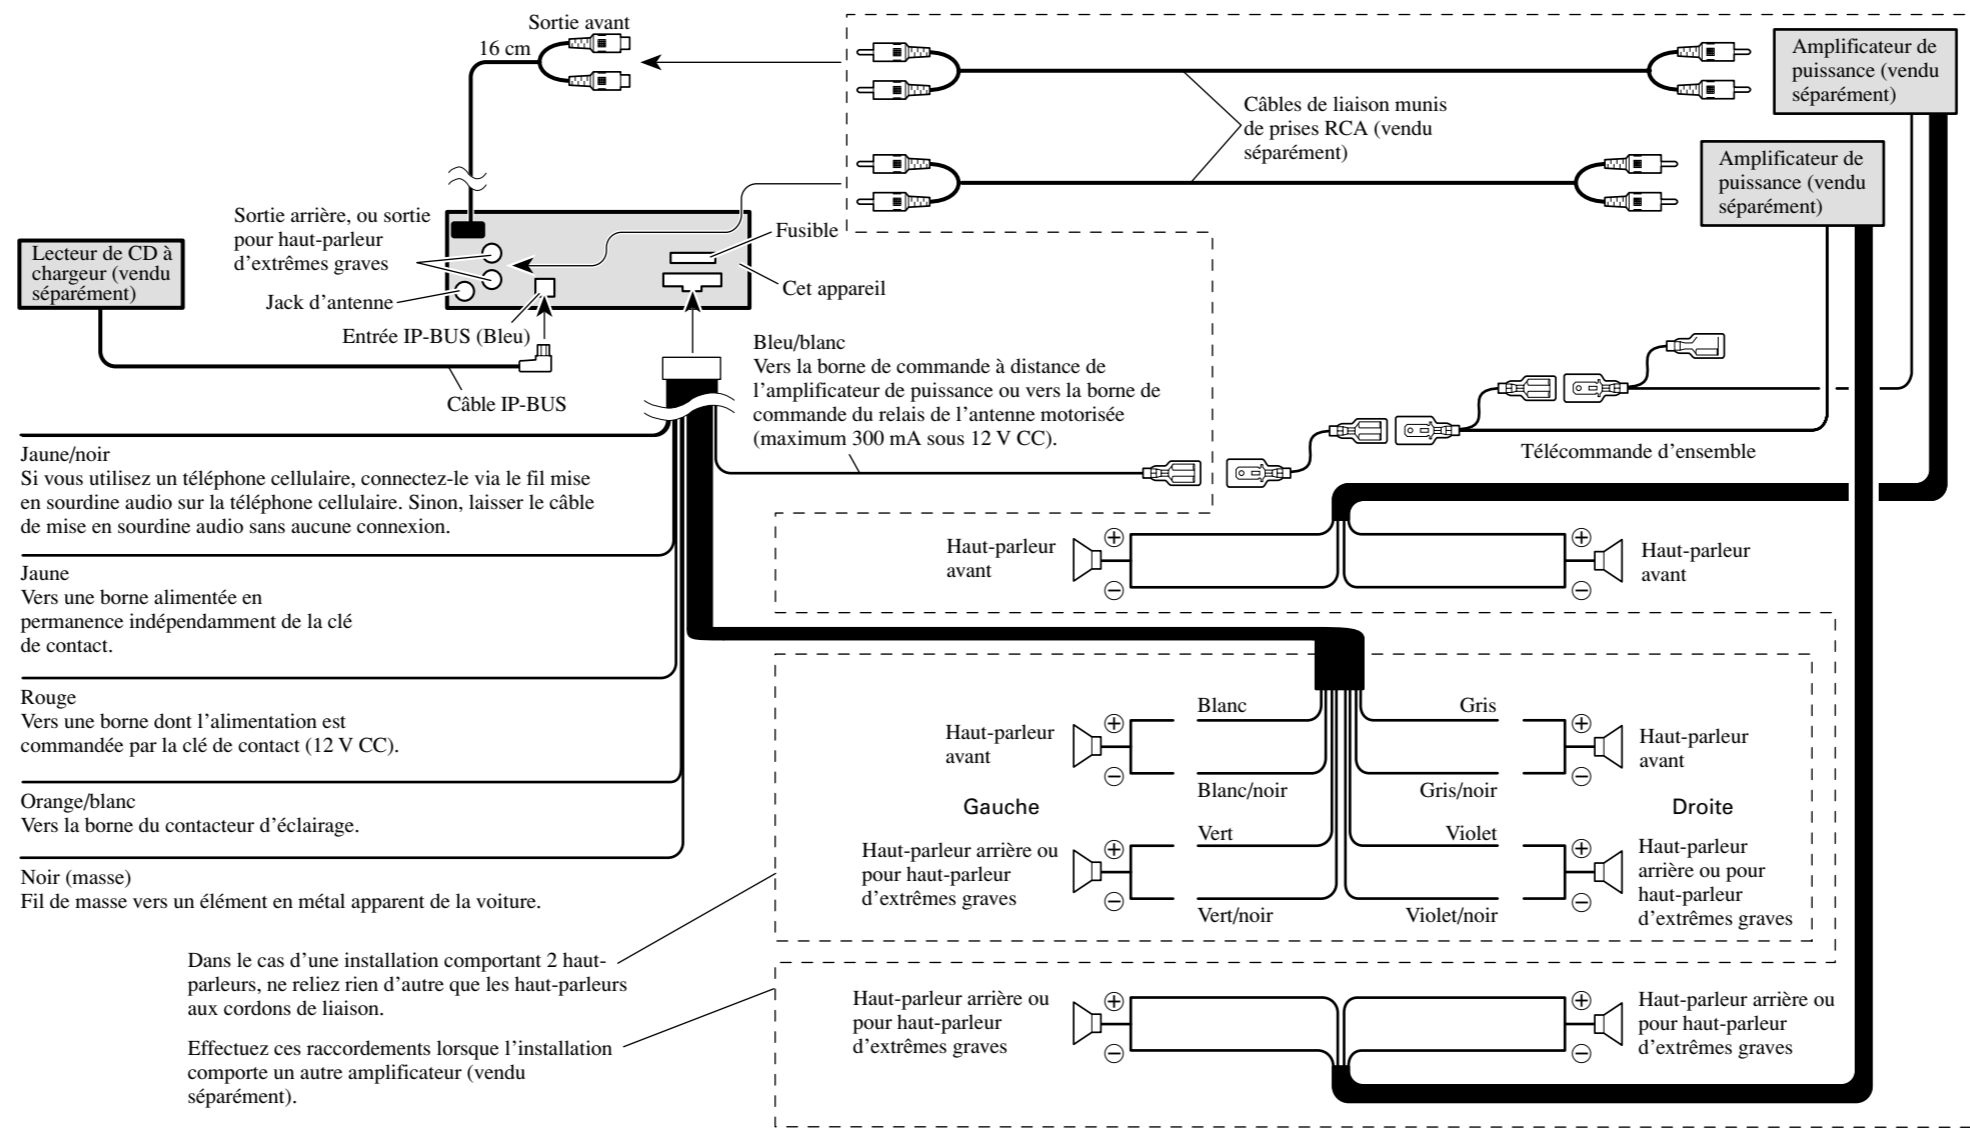 Sortie avant
16 cm
Amplificateur de
puissance (vendu
séparément)
Câbles de liaison munis
de prises RCA (vendu
séparément)
Amplificateur de
puissance (vendu
séparément)
Sortie arrière, ou sortie
pour haut-parleur
d'extrêmes graves
Fusible
Lecteur de CD à
chargeur (vendu
séparément)
Cet appareil
Jack d'antenne
Entrée IP-BUS (Bleu)
Câble IP-BUS
Bleu/blanc
Vers la borne de commande à distance de
l'amplificateur de puissance ou vers la borne de
commande du relais de l'antenne motorisée
(maximum 300 mA sous 12 V CC).
Télécommande d'ensemble
Jaune/noir
Si vous utilisez un téléphone cellulaire, connectez-le via le fil mise
en sourdine audio sur la téléphone cellulaire. Sinon, laisser le câble
de mise en sourdine audio sans aucune connexion.
Jaune
Vers une borne alimentée en
permanence indépendamment de la clé
de contact.
Rouge
Vers une borne dont l'alimentation est
commandée par la clé de contact (12 V CC).
Orange/blanc
Vers la borne du contacteur d'éclairage.
Noir (masse)
Fil de masse vers un élément en métal apparent de la voiture.
Haut-parleur
avant
+
−
+
−
Haut-parleur
avant
Haut-parleur
avant
+
−
Blanc
Blanc/noir
Gris
Gris/noir
+
−
Haut-parleur
avant
Gauche
Droite
Haut-parleur arrière ou
pour haut-parleur
d'extrêmes graves
+
−
Vert
Vert/noir
Violet
Violet/noir
+
−
Haut-parleur
arrière ou pour
haut-parleur
d'extrêmes graves
Dans le cas d'une installation comportant 2 haut-
parleurs, ne reliez rien d'autre que les haut-parleurs
aux cordons de liaison.
Effectuez ces raccordements lorsque l'installation
comporte un autre amplificateur (vendu
séparément).
Haut-parleur arrière ou
pour haut-parleur
d'extrêmes graves
+
−
+
−
Haut-parleur arrière ou
pour haut-parleur
d'extrêmes graves